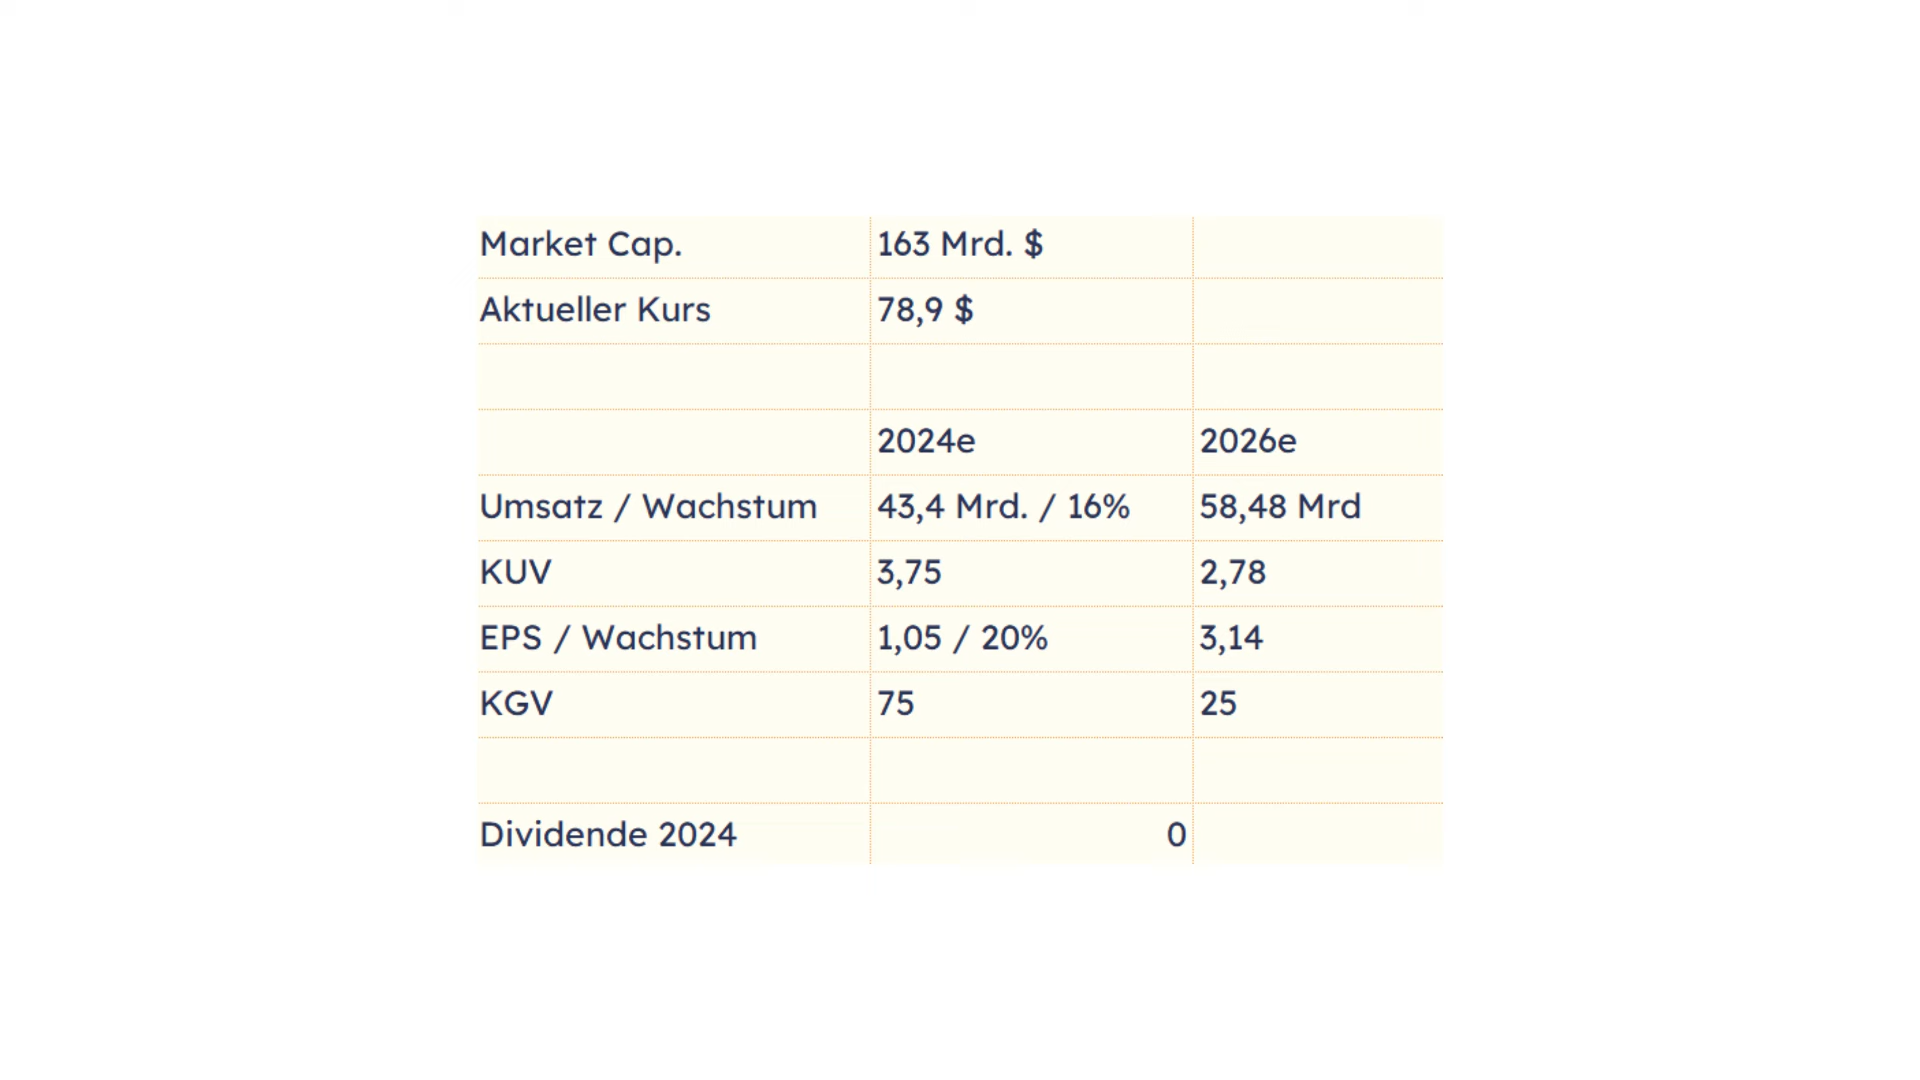 Market Cap. 163 Mrd. $
Aktueller Kurs 78,9 $
2024e 2026e
Umsatz / Wachstum 43,4 Mrd. / 16% 58,48 Mrd
KUV 3,75 2,78
EPS / Wachstum 1,05 / 20% 3,14
KGV 75 25
Dividende 2024 0